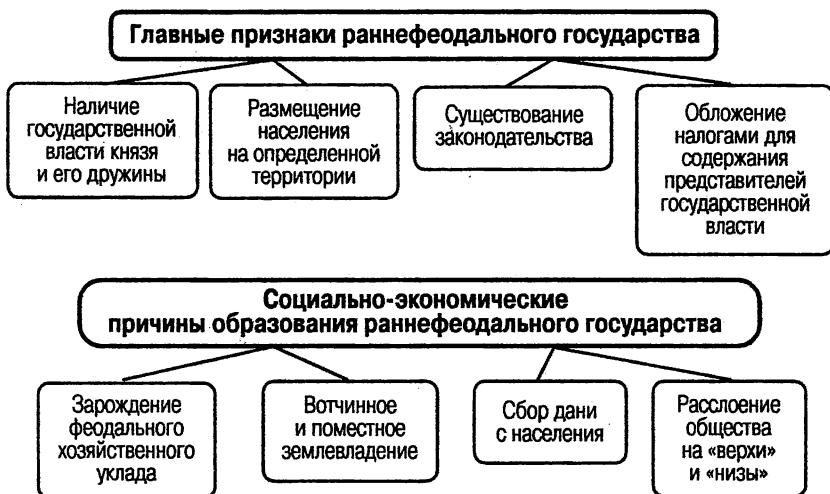 Главные признаки раннефеодального государства
Наличие
государственной
власти князя
и его дружины
Размещение
населения
на определенной
территории
Существование
законодательства
Обложение
налогами для
содержания
представителей
государственной
власти
Социально-экономические
причины образования раннефеодального государства
Зарождение
феодального
хозяйственного
уклада
Вотчинное
и поместное
землевладение
Сбор дани
с населения
Расслоение
общества
на «верхи»
и «низы»